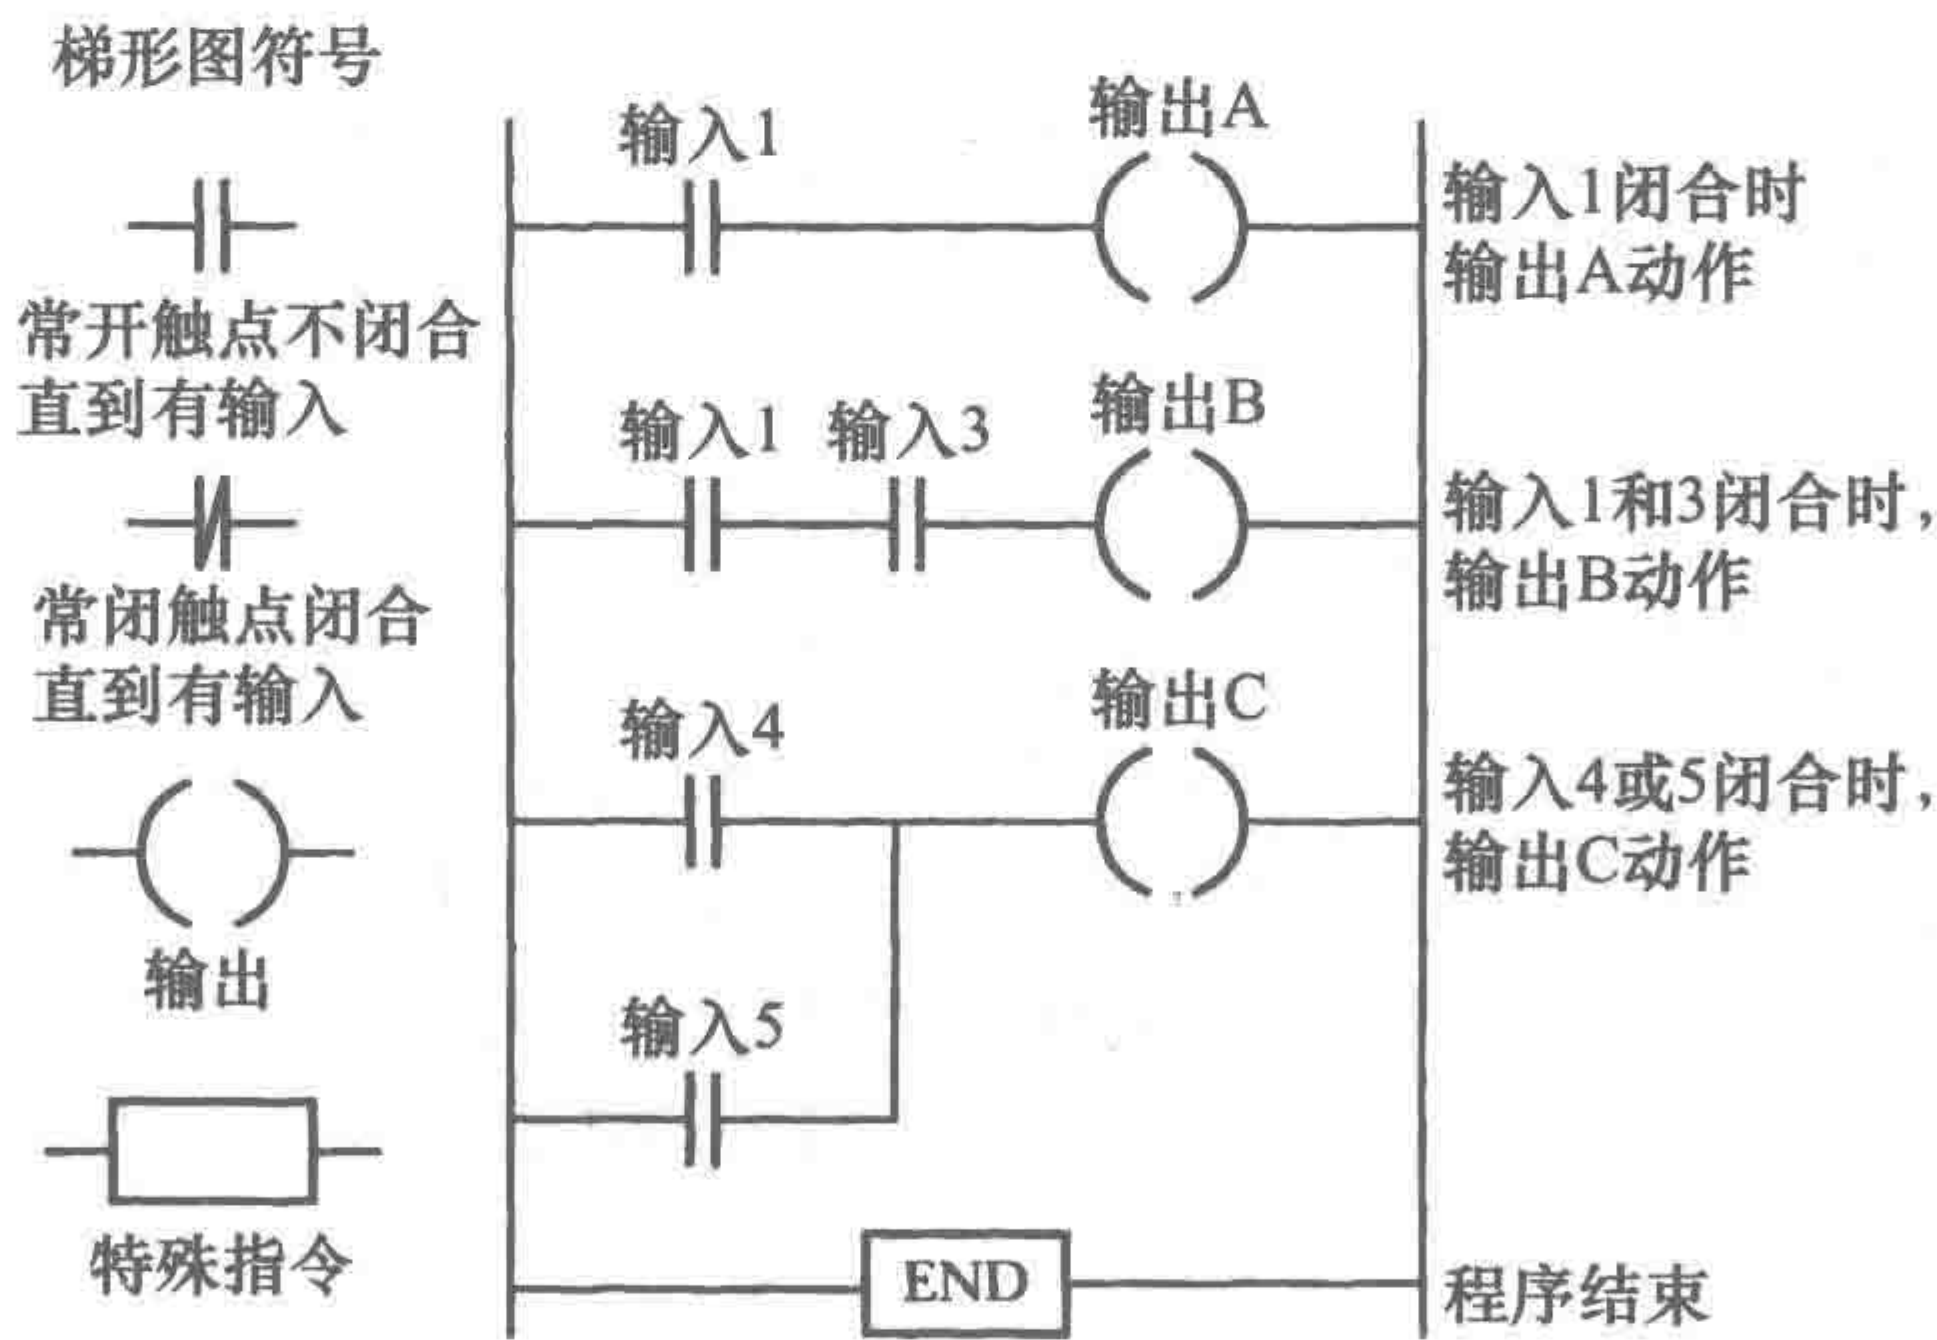 梯形图符号
常开触点不闭合
直到有输入
常闭触点闭合
直到有输入
输出
特殊指令
输入1
输出A
输入1闭合时
输出A动作
输入1 输入3
输出B
输入1和3闭合时，
输出B动作
输入4
输出C
输入4或5闭合时，
输出C动作
输入5
END
程序结束